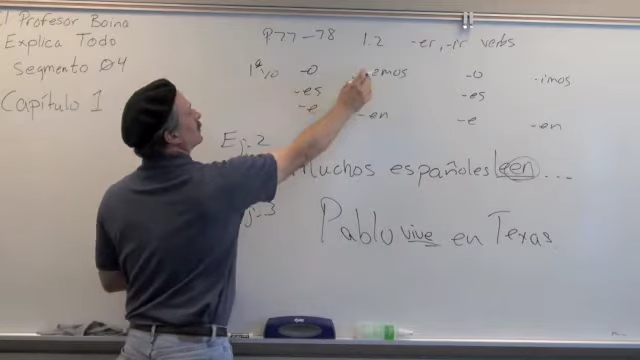 El Profesor Boina
Explica Todo
Segmento 04
Capítulo 1
P77-78 1.2 -er, -ir verbs
-o -emos -o -imos
-es -es
-e -en -e -en
Ej. 2
Muchos españoles leen...
Ej. 3
Pablo vive en Texas